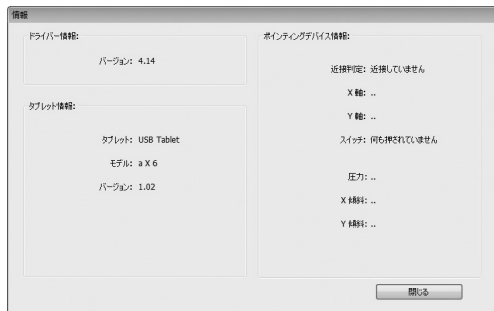 情報
ドライバー情報:
バージョン: 4.14
タブレット情報:
タブレット: USB Tablet
モデル: a X 6
バージョン: 1.02
ポインティングデバイス情報:
近接判定: 近接していません
X 軸: ..
Y 軸: ..
スイッチ: 何も押されていません
圧力: ..
X 傾斜: ..
Y 傾斜: ..
閉じる